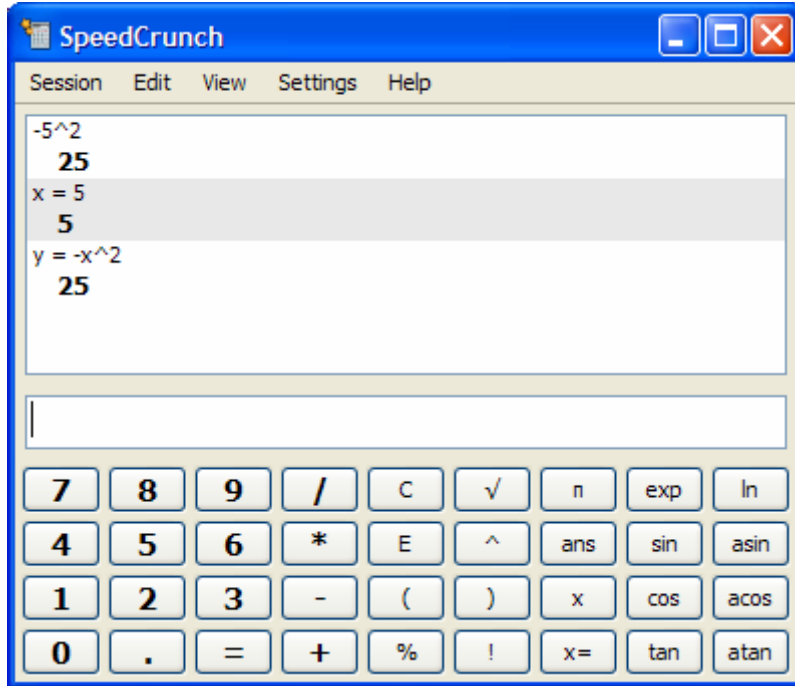 SpeedCrunch
Session Edit View Settings Help
-5^2
25
x = 5
5
y = -x^2
25
7 8 9 / C √ π exp ln
4 5 6 * E ^ ans sin asin
1 2 3 - ( ) x cos acos
0 . = + % ! x= tan atan